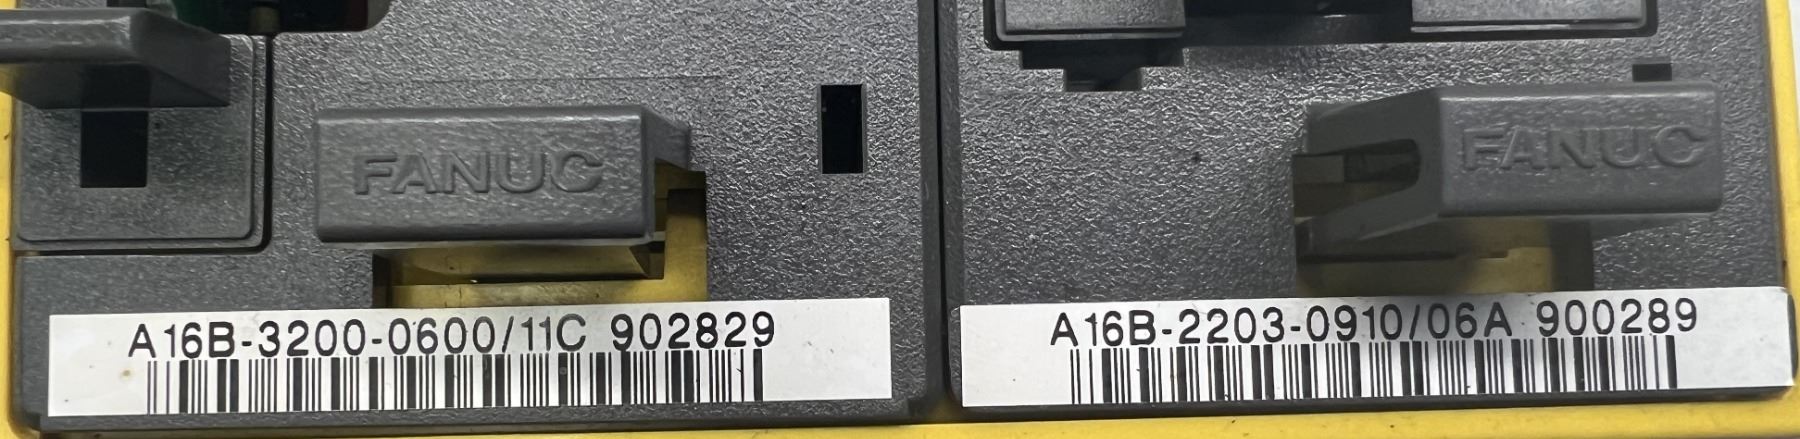 FANUC
A16B-3200-0600/11C 902829
FANUC
A16B-2203-0910/06A 900289